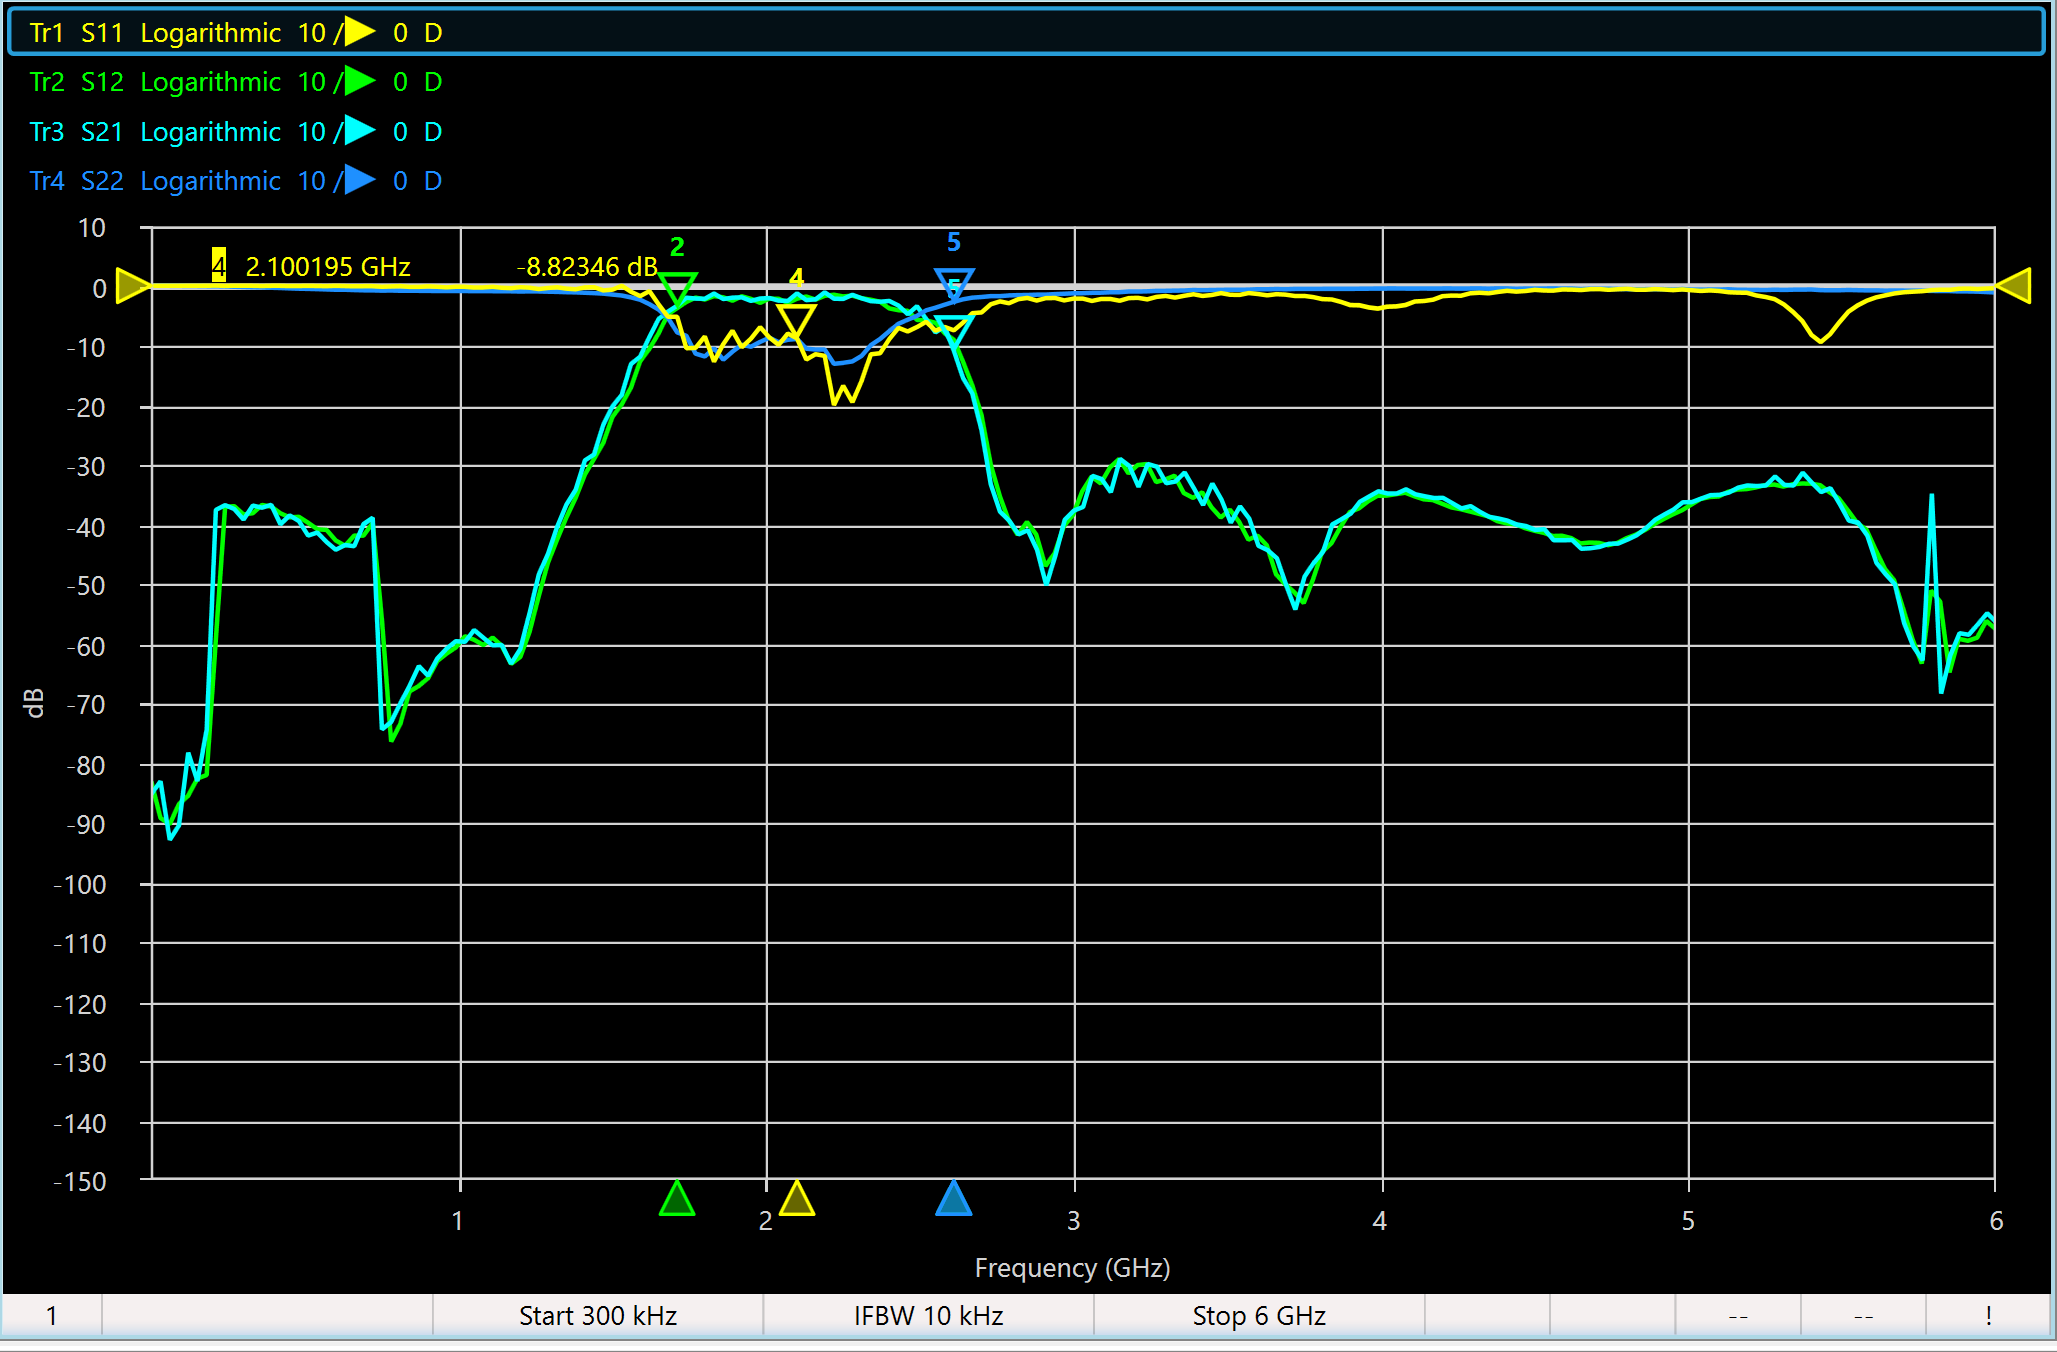 Tr1 S11 Logarithmic 10 / 0 D
Tr2 S12 Logarithmic 10 / 0 D
Tr3 S21 Logarithmic 10 / 0 D
Tr4 S22 Logarithmic 10 / 0 D
4 2.100195 GHz -8.82346 dB
2
4
5
5
10
0
-10
-20
-30
-40
-50
-60
-70
-80
-90
-100
-110
-120
-130
-140
-150
dB
1 2 3 4 5 6
Frequency (GHz)
1 Start 300 kHz IFBW 10 kHz Stop 6 GHz -- -- !